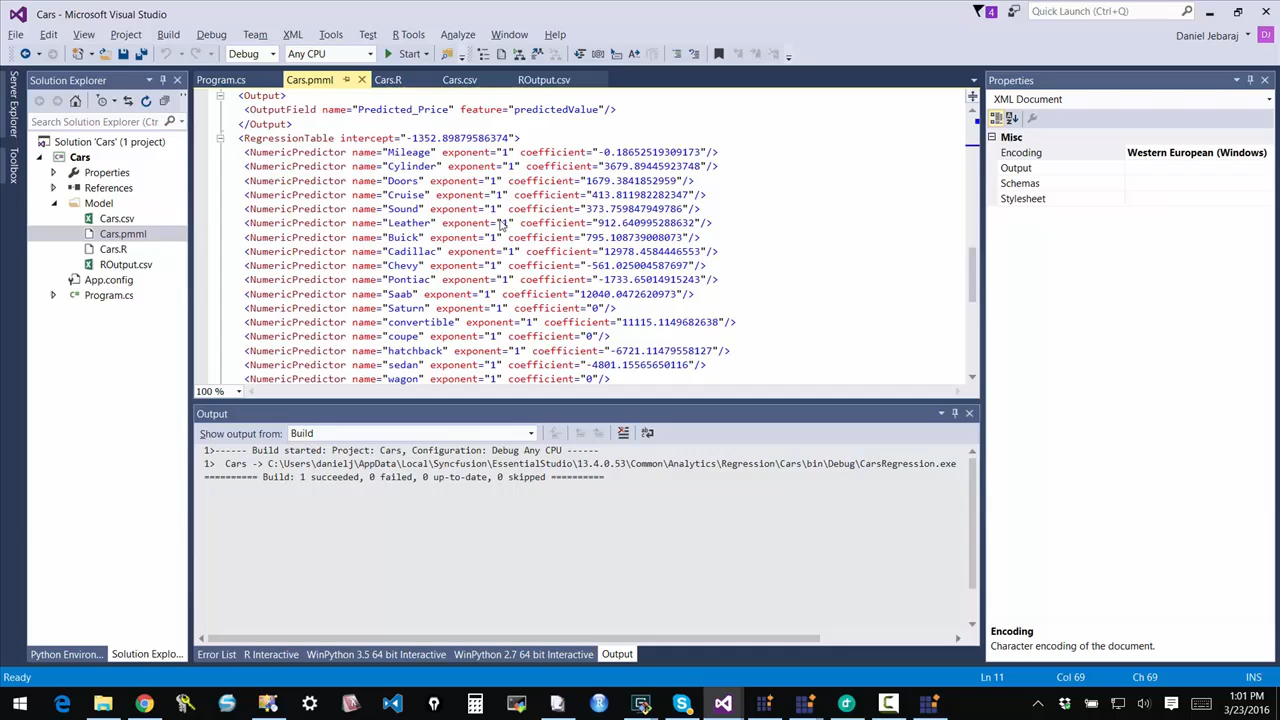 Cars - Microsoft Visual Studio
4
Quick Launch (Ctrl+Q)
File Edit View Project Build Debug Team XML Tools Test R Tools Analyze Window Help
Daniel Jebaraj DJ
Debug Any CPU Start
Server Explorer
Toolbox
Solution Explorer
Search Solution Explorer (Ctrl
Solution 'Cars' (1 project)
Cars
Properties
References
Model
Cars.csv
Cars.pmml
Cars.R
ROutput.csv
App.config
Program.cs
Python Environ... Solution Explo...
Program.cs Cars.pmml Cars.R Cars.csv ROutput.csv
<Output>
<OutputField name="Predicted_Price" feature="predictedValue"/>
</Output>
<RegressionTable intercept="-1352.89879586374">
<NumericPredictor name="Mileage" exponent="1" coefficient="-0.18652519309173"/>
<NumericPredictor name="Cylinder" exponent="1" coefficient="3679.89445923748"/>
<NumericPredictor name="Doors" exponent="1" coefficient="1679.3841852959"/>
<NumericPredictor name="Cruise" exponent="1" coefficient="413.811982282347"/>
<NumericPredictor name="Sound" exponent="1" coefficient="373.759847949786"/>
<NumericPredictor name="Leather" exponent="1" coefficient="912.640995288632"/>
<NumericPredictor name="Buick" exponent="1" coefficient="795.108739008073"/>
<NumericPredictor name="Cadillac" exponent="1" coefficient="12978.4584446553"/>
<NumericPredictor name="Chevy" exponent="1" coefficient="-561.025004587697"/>
<NumericPredictor name="Pontiac" exponent="1" coefficient="-1733.65014915243"/>
<NumericPredictor name="Saab" exponent="1" coefficient="12040.0472620973"/>
<NumericPredictor name="Saturn" exponent="1" coefficient="0"/>
<NumericPredictor name="convertible" exponent="1" coefficient="11115.1149682638"/>
<NumericPredictor name="coupe" exponent="1" coefficient="0"/>
<NumericPredictor name="hatchback" exponent="1" coefficient="-6721.11479558127"/>
<NumericPredictor name="sedan" exponent="1" coefficient="-4801.15565650116"/>
<NumericPredictor name="wagon" exponent="1" coefficient="0"/>
100 %
Output
Show output from: Build
1>------ Build started: Project: Cars, Configuration: Debug Any CPU ------
1> Cars -> C:\Users\danielj\AppData\Local\Syncfusion\EssentialStudio\13.4.0.53\Common\Analytics\Regression\Cars\bin\Debug\CarsRegression.exe
========== Build: 1 succeeded, 0 failed, 0 up-to-date, 0 skipped ==========
Error List R Interactive WinPython 3.5 64 bit Interactive WinPython 2.7 64 bit Interactive Output
Properties
XML Document
Misc
Encoding Western European (Windows)
Output
Schemas
Stylesheet
Encoding
Character encoding of the document.
Ready Ln 11 Col 69 Ch 69 INS
1:01 PM
3/23/2016